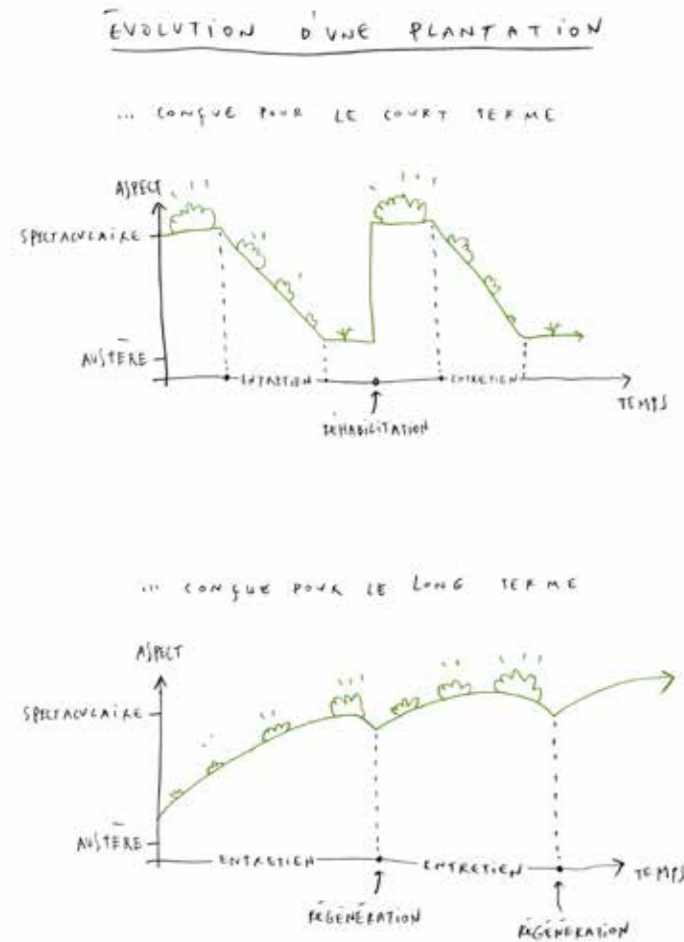 ÉVOLUTION D'UNE PLANTATION
... CONÇUE POUR LE COURT TERME
ASPECT
SPECTACULAIRE
AUSTÈRE
ENTRETIEN
ENTRETIEN
TEMPS
RÉHABILITATION
... CONÇUE POUR LE LONG TERME
ASPECT
SPECTACULAIRE
AUSTÈRE
ENTRETIEN
ENTRETIEN
TEMPS
RÉGÉNÉRATION
RÉGÉNÉRATION